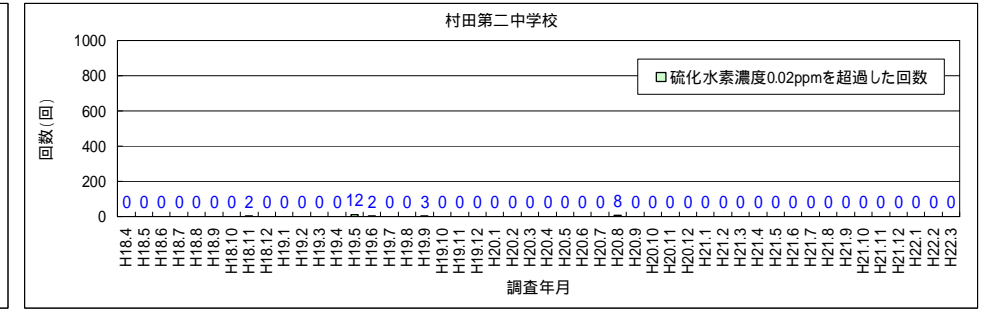 村田第二中学校
1000
800
600
400
200
0
回数(回)
硫化水素濃度0.02ppmを超過した回数
0 0 0 0 0 0 0 2 0 0 0 0 0 12 2 0 0 3 0 0 0 0 0 0 0 0 0 0 8 0 0 0 0 0 0 0 0 0 0 0 0 0 0 0 0 0 0 0
H18.4 H18.5 H18.6 H18.7 H18.8 H18.9 H18.10 H18.11 H18.12 H19.1 H19.2 H19.3 H19.4 H19.5 H19.6 H19.7 H19.8 H19.9 H19.10 H19.11 H19.12 H20.1 H20.2 H20.3 H20.4 H20.5 H20.6 H20.7 H20.8 H20.9 H20.10 H20.11 H20.12 H21.1 H21.2 H21.3 H21.4 H21.5 H21.6 H21.7 H21.8 H21.9 H21.10 H21.11 H21.12 H22.1 H22.2 H22.3
調査年月